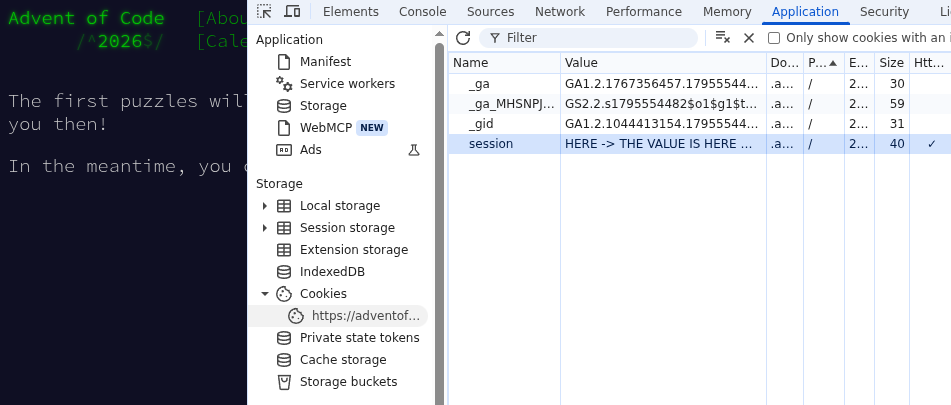 Advent of Code [Abou
/^2026$/ [Cale
The first puzzles will
you then!
In the meantime, you c
Elements Console Sources Network Performance Memory Application Security Li
Application
Manifest
Service workers
Storage
WebMCP NEW
Ads
Storage
Local storage
Session storage
Extension storage
IndexedDB
Cookies
https://adventof…
Private state tokens
Cache storage
Storage buckets
Filter Only show cookies with an i
Name Value Do… P… E… Size Htt…
_ga GA1.2.1767356457.17955544… .a… / 2… 30
_ga_MHSNPJ… GS2.2.s1795554482$o1$g1$t… .a… / 2… 59
_gid GA1.2.1044413154.17955544… .a… / 2… 31
session HERE -> THE VALUE IS HERE … .a… / 2… 40 ✓